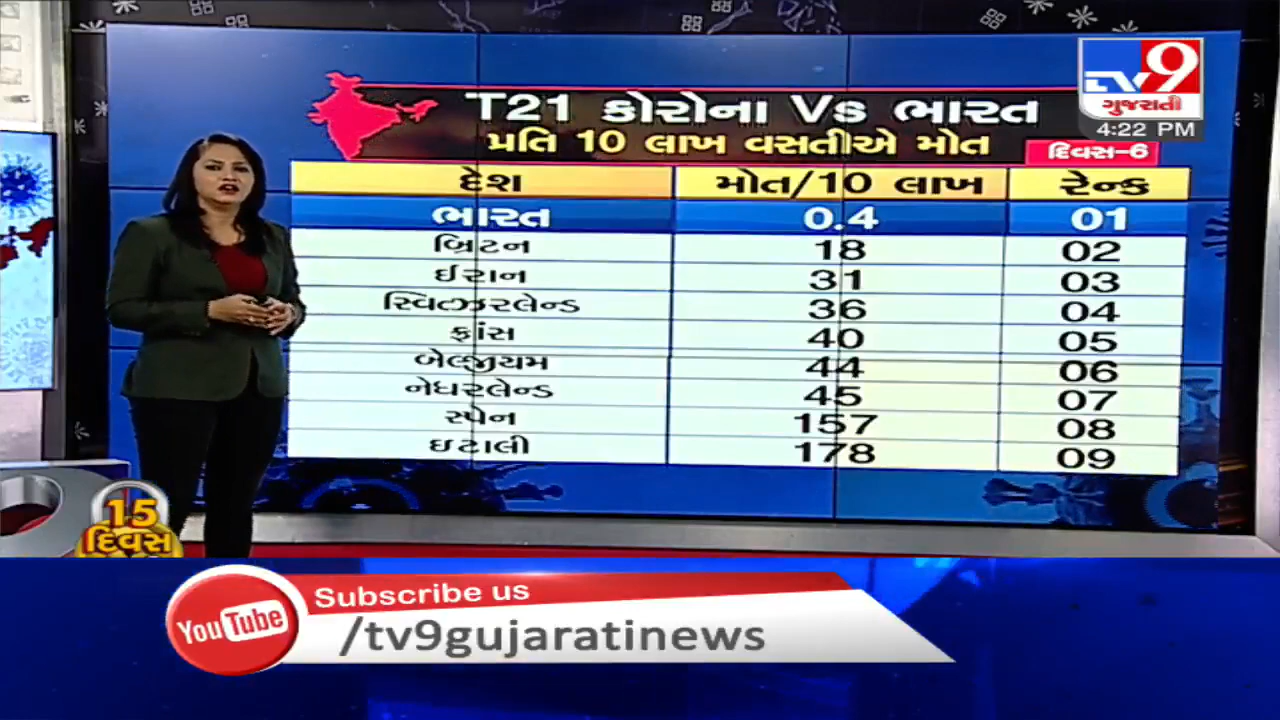 T21 કોરોના Vs ભારત
પ્રતિ 10 લાખ વસતીએ મોત
દિવસ-6
tv9
ગુજરાતી
4:22 PM
દેશ મોત/10 લાખ રેન્ક
ભારત 0.4 01
બ્રિટન 18 02
ઈરાન 31 03
સ્વિત્ઝરલેન્ડ 36 04
ફ્રાંસ 40 05
બેલ્જીયમ 44 06
નેધરલેન્ડ 45 07
સ્પેન 157 08
ઇટાલી 178 09
15
દિવસ
YouTube
Subscribe us
/tv9gujaratinews